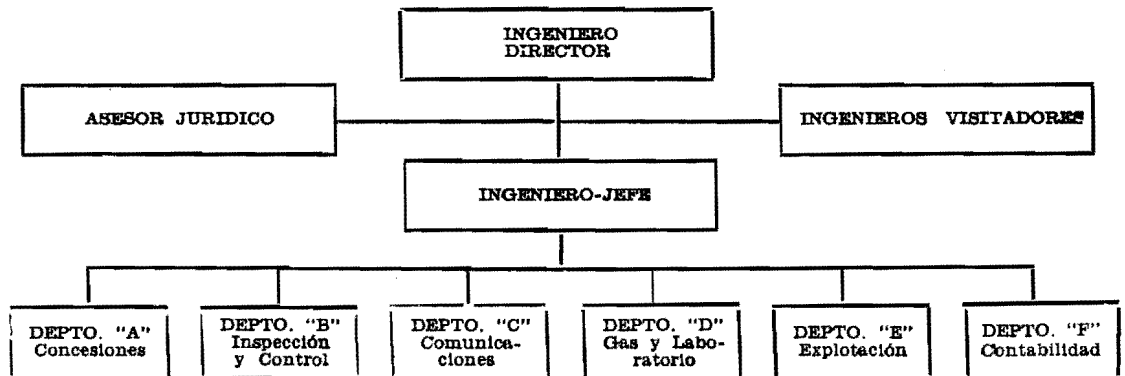 INGENIERO
DIRECTOR
ASESOR JURIDICO
INGENIEROS VISITADORES
INGENIERO-JEFE
DEPTO. "A"
Concesiones
DEPTO. "B"
Inspección
y Control
DEPTO. "C"
Comunica-
ciones
DEPTO. "D"
Gas y Labo-
ratorio
DEPTO. "E"
Explotación
DEPTO. "F"
Contabilidad